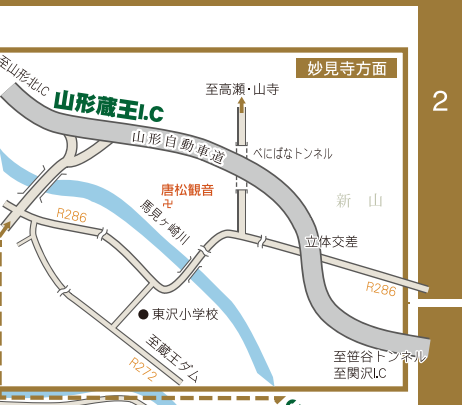 妙見寺方面
2
至山形北I.C
至高瀬・山寺
山形蔵王I.C
山形自動車道
べにばなトンネル
唐松観音
卍
新山
馬見ヶ崎川
R286
立体交差
R286
東沢小学校
至蔵王ダム
R272
至笹谷トンネル
至関沢I.C